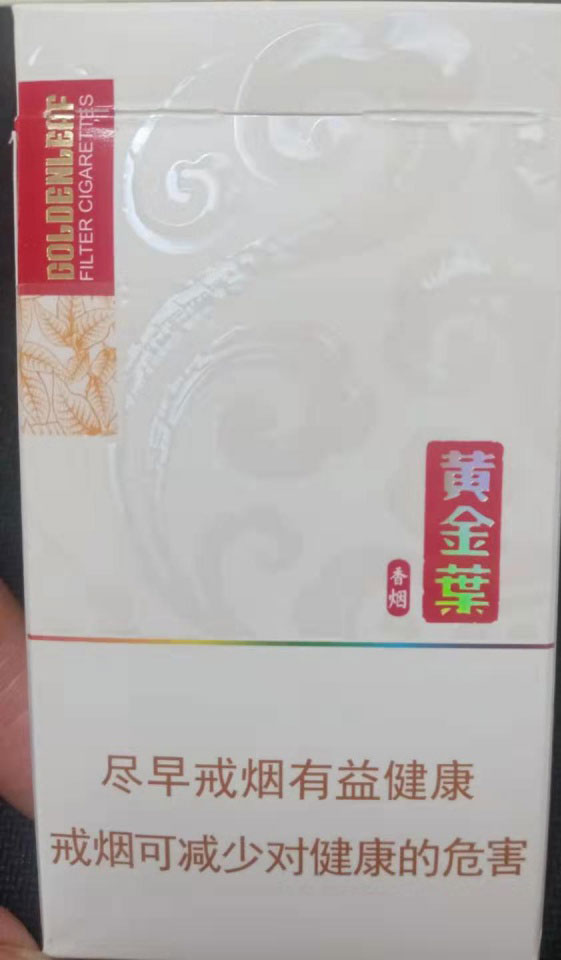 GOLDENLEAF
FILTER CIGARETTES
黄金葉
香烟
尽早戒烟有益健康
戒烟可减少对健康的危害